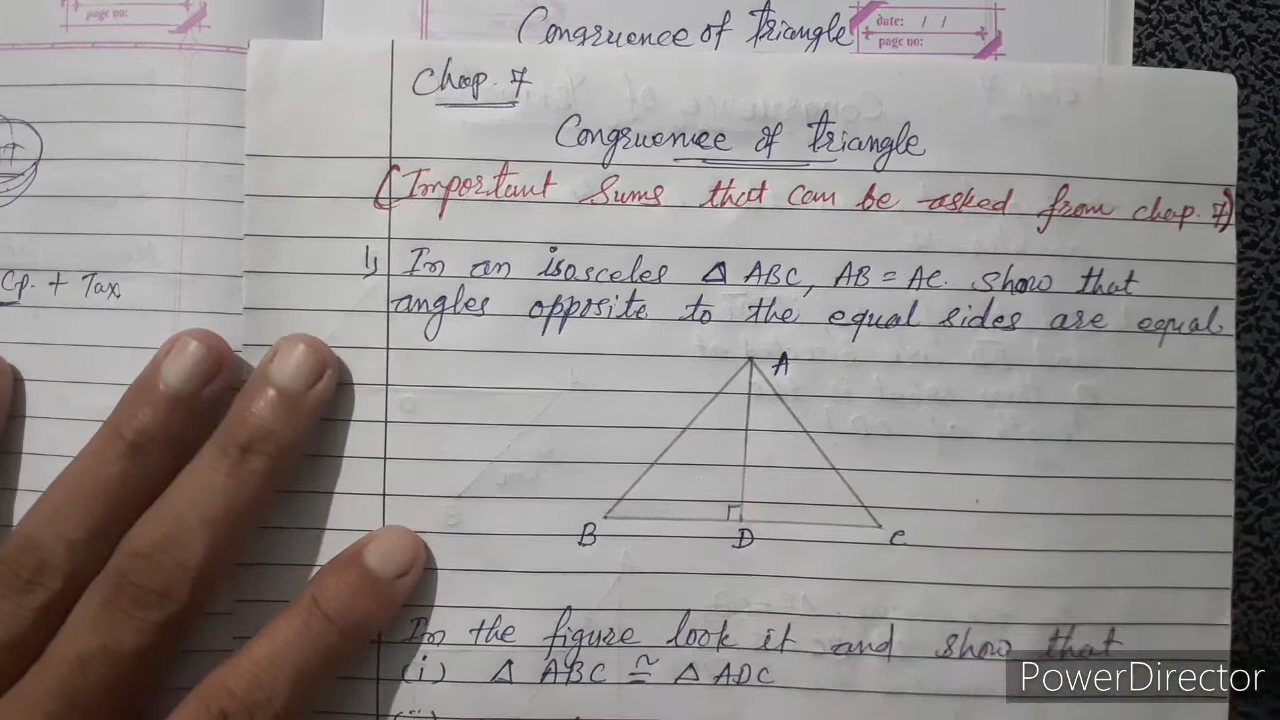 page no:
Congruence of triangle
date: / /
page no:
Chap. 7
Congruence of triangle
(Important Sums that can be asked from chap. 7)
1) In an isosceles Δ ABC, AB = AC. Show that
angles opposite to the equal sides are equal.
Cp. + Tax
A
B
D
C
In the figure look it and show that
(i) Δ ABC ≅ Δ ADC
PowerDirector